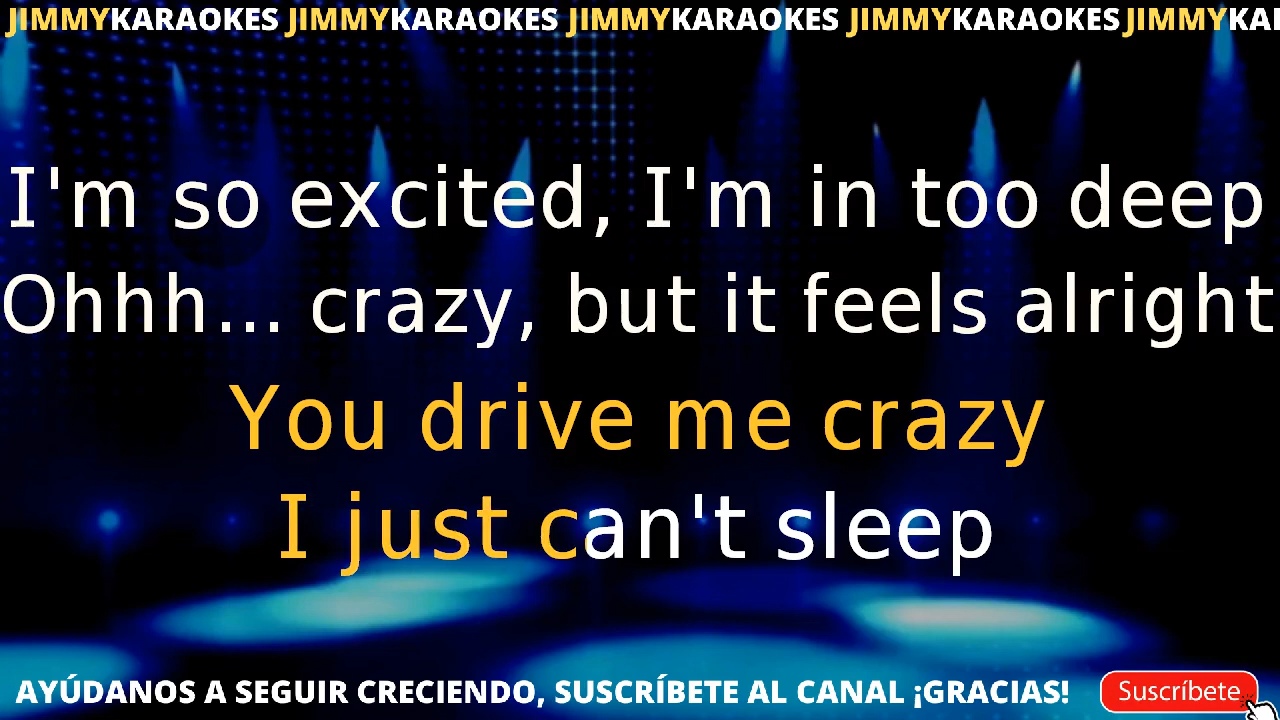 JIMMYKARAOKES JIMMYKARAOKES JIMMYKARAOKES JIMMYKARAOKES JIMMYKA
I'm so excited, I'm in too deep
Ohhh... crazy, but it feels alright
You drive me crazy
I just can't sleep
AYÚDANOS A SEGUIR CRECIENDO, SUSCRÍBETE AL CANAL ¡GRACIAS! Suscríbete